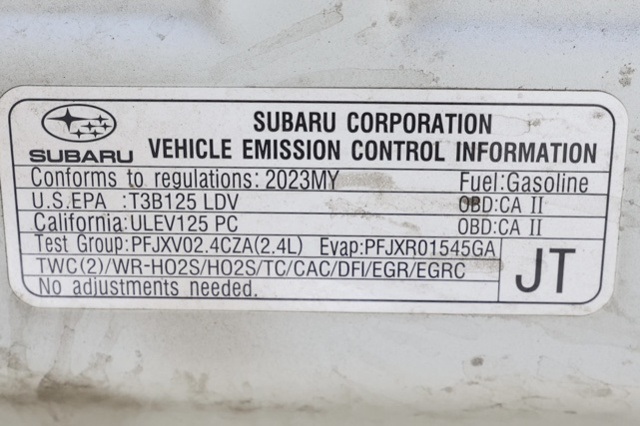 SUBARU
SUBARU CORPORATION
VEHICLE EMISSION CONTROL INFORMATION
Conforms to regulations: 2023MY Fuel:Gasoline
U.S.EPA :T3B125 LDV OBD:CA II
California:ULEV125 PC OBD:CA II
Test Group:PFJXV02.4CZA(2.4L) Evap:PFJXR01545GA
TWC(2)/WR-HO2S/HO2S/TC/CAC/DFI/EGR/EGRC
No adjustments needed.
JT